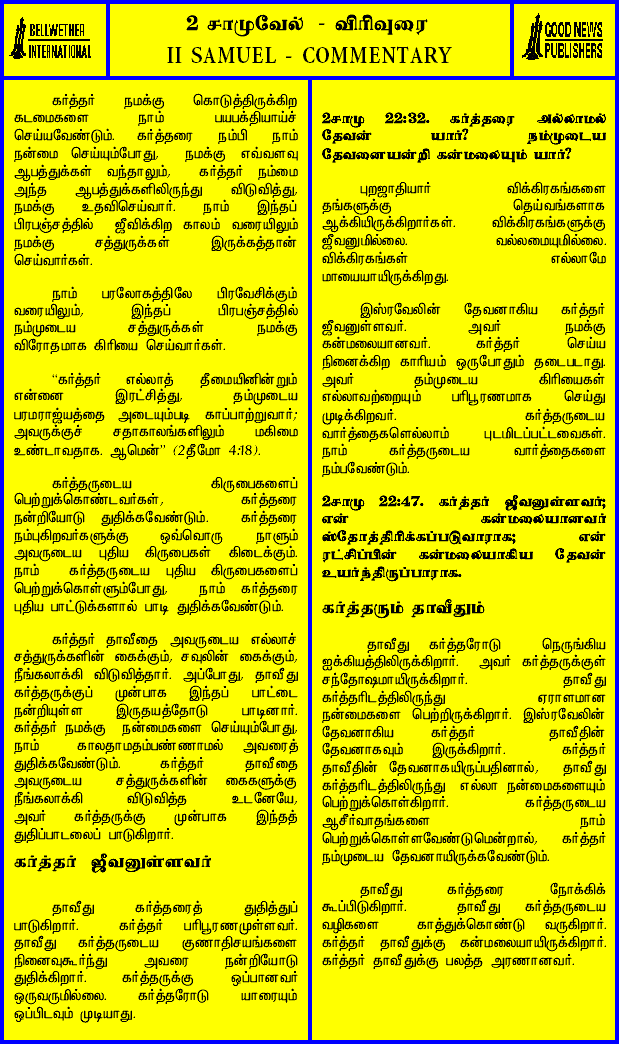 BELLWETHER
INTERNATIONAL
2 சாமுவேல் - விரிவுரை
II SAMUEL - COMMENTARY
GOOD NEWS
PUBLISHERS
கர்த்தர் நமக்கு கொடுத்திருக்கிற
கடமைகளை நாம் பயபக்தியாய்ச்
செய்யவேண்டும். கர்த்தரை நம்பி நாம்
நன்மை செய்யும்போது, நமக்கு எவ்வளவு
ஆபத்துக்கள் வந்தாலும், கர்த்தர் நம்மை
அந்த ஆபத்துக்களிலிருந்து விடுவித்து,
நமக்கு உதவிசெய்வார். நாம் இந்தப்
பிரபஞ்சத்தில் ஜீவிக்கிற காலம் வரையிலும்
நமக்கு சத்துருக்கள் இருக்கத்தான்
செய்வார்கள்.
நாம் பரலோகத்திலே பிரவேசிக்கும்
வரையிலும், இந்தப் பிரபஞ்சத்தில்
நம்முடைய சத்துருக்கள் நமக்கு
விரோதமாக கிரியை செய்வார்கள்.
“கர்த்தர் எல்லாத் தீமையினின்றும்
என்னை இரட்சித்து, தம்முடைய
பரமராஜ்யத்தை அடையும்படி காப்பாற்றுவார்;
அவருக்குச் சதாகாலங்களிலும் மகிமை
உண்டாவதாக. ஆமென்” (2தீமோ 4:18).
கர்த்தருடைய கிருபைகளைப்
பெற்றுக்கொண்டவர்கள், கர்த்தரை
நன்றியோடு துதிக்கவேண்டும். கர்த்தரை
நம்புகிறவர்களுக்கு ஒவ்வொரு நாளும்
அவருடைய புதிய கிருபைகள் கிடைக்கும்.
நாம் கர்த்தருடைய புதிய கிருபைகளைப்
பெற்றுக்கொள்ளும்போது, நாம் கர்த்தரை
புதிய பாட்டுக்களால் பாடி துதிக்கவேண்டும்.
கர்த்தர் தாவீதை அவருடைய எல்லாச்
சத்துருக்களின் கைக்கும், சவுலின் கைக்கும்,
நீங்கலாக்கி விடுவித்தார். அப்போது, தாவீது
கர்த்தருக்குப் முன்பாக இந்தப் பாட்டை
நன்றியுள்ள இருதயத்தோடு பாடினார்.
கர்த்தர் நமக்கு நன்மைகளை செய்யும்போது,
நாம் காலதாமதம்பண்ணாமல் அவரைத்
துதிக்கவேண்டும். கர்த்தர் தாவீதை
அவருடைய சத்துருக்களின் கைகளுக்கு
நீங்கலாக்கி விடுவித்த உடனேயே,
அவர் கர்த்தருக்கு முன்பாக இந்தத்
துதிப்பாடலைப் பாடுகிறார்.
கர்த்தர் ஜீவனுள்ளவர்
தாவீது கர்த்தரைத் துதித்துப்
பாடுகிறார். கர்த்தர் பரிபூரணமுள்ளவர்.
தாவீது கர்த்தருடைய குணாதிசயங்களை
நினைவுகூர்ந்து அவரை நன்றியோடு
துதிக்கிறார். கர்த்தருக்கு ஒப்பானவர்
ஒருவருமில்லை. கர்த்தரோடு யாரையும்
ஒப்பிடவும் முடியாது.
2சாமு 22:32. கர்த்தரை அல்லாமல்
தேவன் யார்? நம்முடைய
தேவனையன்றி கன்மலையும் யார்?
புறஜாதியார் விக்கிரகங்களை
தங்களுக்கு தெய்வங்களாக
ஆக்கியிருக்கிறார்கள். விக்கிரகங்களுக்கு
ஜீவனுமில்லை. வல்லமையுமில்லை.
விக்கிரகங்கள் எல்லாமே
மாயையாயிருக்கிறது.
இஸ்ரவேலின் தேவனாகிய கர்த்தர்
ஜீவனுள்ளவர். அவர் நமக்கு
கன்மலையானவர். கர்த்தர் செய்ய
நினைக்கிற காரியம் ஒருபோதும் தடைபடாது.
அவர் தம்முடைய கிரியைகள்
எல்லாவற்றையும் பரிபூரணமாக செய்து
முடிக்கிறவர். கர்த்தருடைய
வார்த்தைகளெல்லாம் புடமிடப்பட்டவைகள்.
நாம் கர்த்தருடைய வார்த்தைகளை
நம்பவேண்டும்.
2சாமு 22:47. கர்த்தர் ஜீவனுள்ளவர்;
என் கன்மலையானவர்
ஸ்தோத்திரிக்கப்படுவாராக; என்
ரட்சிப்பின் கன்மலையாகிய தேவன்
உயர்ந்திருப்பாராக.
கர்த்தரும் தாவீதும்
தாவீது கர்த்தரோடு நெருங்கிய
ஐக்கியத்திலிருக்கிறார். அவர் கர்த்தருக்குள்
சந்தோஷமாயிருக்கிறார். தாவீது
கர்த்தரிடத்திலிருந்து ஏராளமான
நன்மைகளை பெற்றிருக்கிறார். இஸ்ரவேலின்
தேவனாகிய கர்த்தர் தாவீதின்
தேவனாகவும் இருக்கிறார். கர்த்தர்
தாவீதின் தேவனாகயிருப்பதினால், தாவீது
கர்த்தரிடத்திலிருந்து எல்லா நன்மைகளையும்
பெற்றுக்கொள்கிறார். கர்த்தருடைய
ஆசீர்வாதங்களை நாம்
பெற்றுக்கொள்ளவேண்டுமென்றால், கர்த்தர்
நம்முடைய தேவனாயிருக்கவேண்டும்.
தாவீது கர்த்தரை நோக்கிக்
கூப்பிடுகிறார். தாவீது கர்த்தருடைய
வழிகளை காத்துக்கொண்டு வருகிறார்.
கர்த்தர் தாவீதுக்கு கன்மலையாயிருக்கிறார்.
கர்த்தர் தாவீதுக்கு பலத்த அரணானவர்.